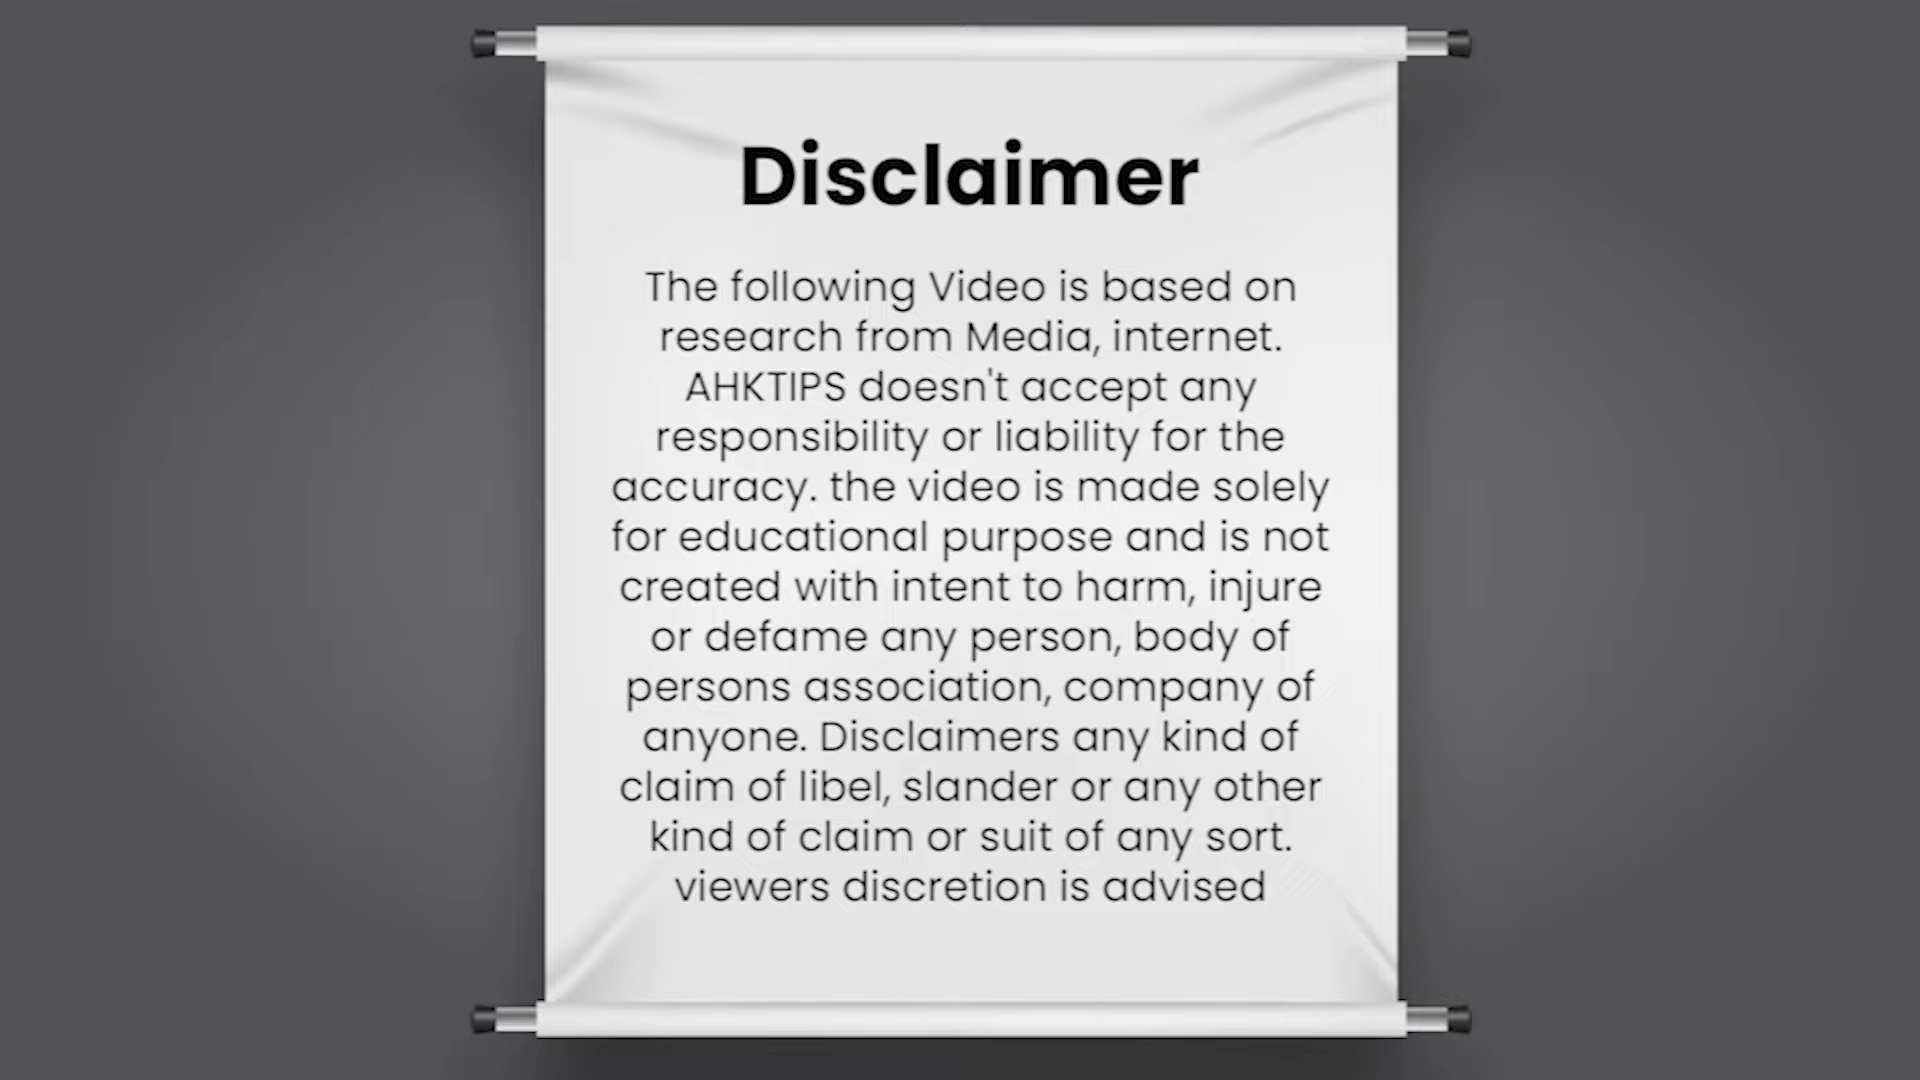 Disclaimer
The following Video is based on
research from Media, internet.
AHKTIPS doesn't accept any
responsibility or liability for the
accuracy. the video is made solely
for educational purpose and is not
created with intent to harm, injure
or defame any person, body of
persons association, company of
anyone. Disclaimers any kind of
claim of libel, slander or any other
kind of claim or suit of any sort.
viewers discretion is advised